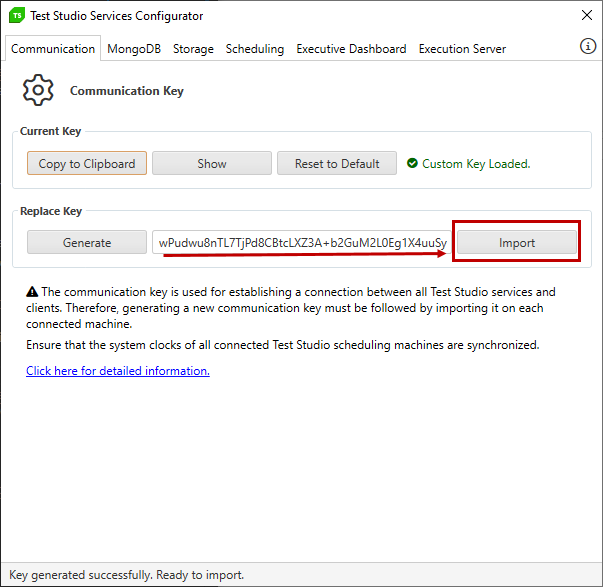 TS Test Studio Services Configurator
Communication MongoDB Storage Scheduling Executive Dashboard Execution Server
Communication Key
Current Key
Copy to Clipboard Show Reset to Default Custom Key Loaded.
Replace Key
Generate wPudwu8nTL7TjPd8CBtcLXZ3A+b2GuM2L0Eg1X4uuSy Import
The communication key is used for establishing a connection between all Test Studio services and
clients. Therefore, generating a new communication key must be followed by importing it on each
connected machine.
Ensure that the system clocks of all connected Test Studio scheduling machines are synchronized.
Click here for detailed information.
Key generated successfully. Ready to import.